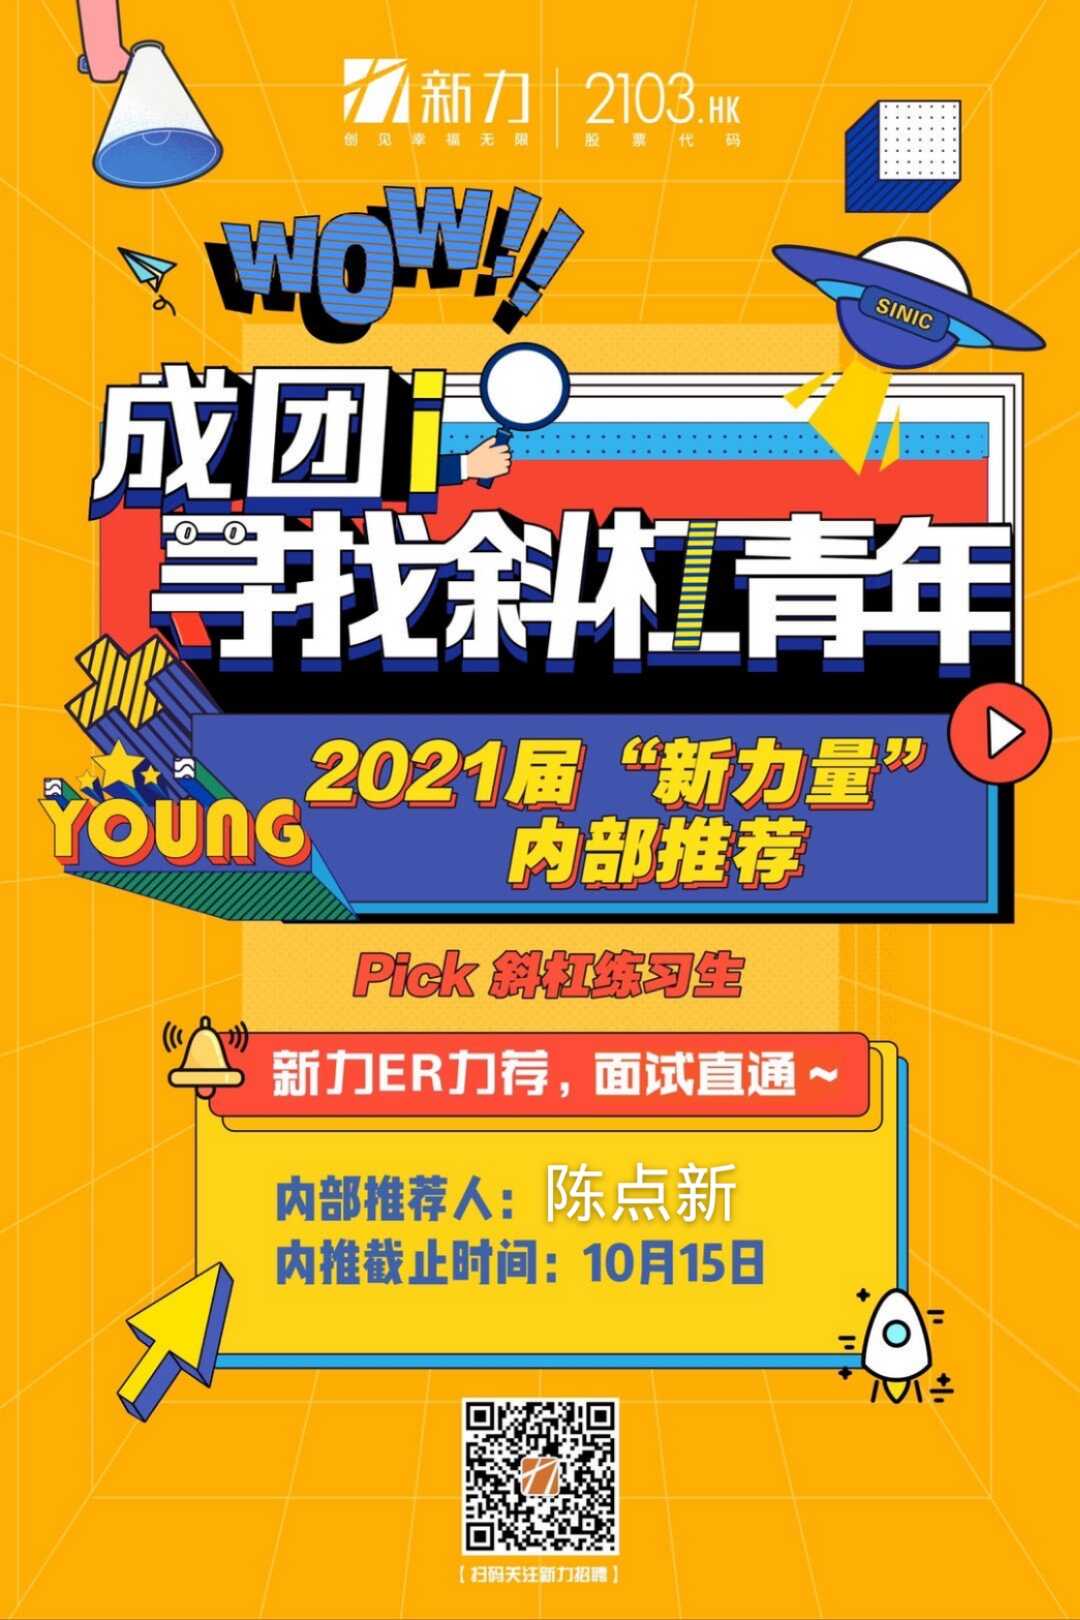 新力 2103.HK
创见幸福无限 股票代码
WOW!!!
SINIC
成团i
寻找斜杠青年
2021届“新力量”
YOUNG
内部推荐
Pick 斜杠练习生
新力ER力荐，面试直通~
内部推荐人：陈点新
内推截止时间：10月15日
【扫码关注新力招聘】